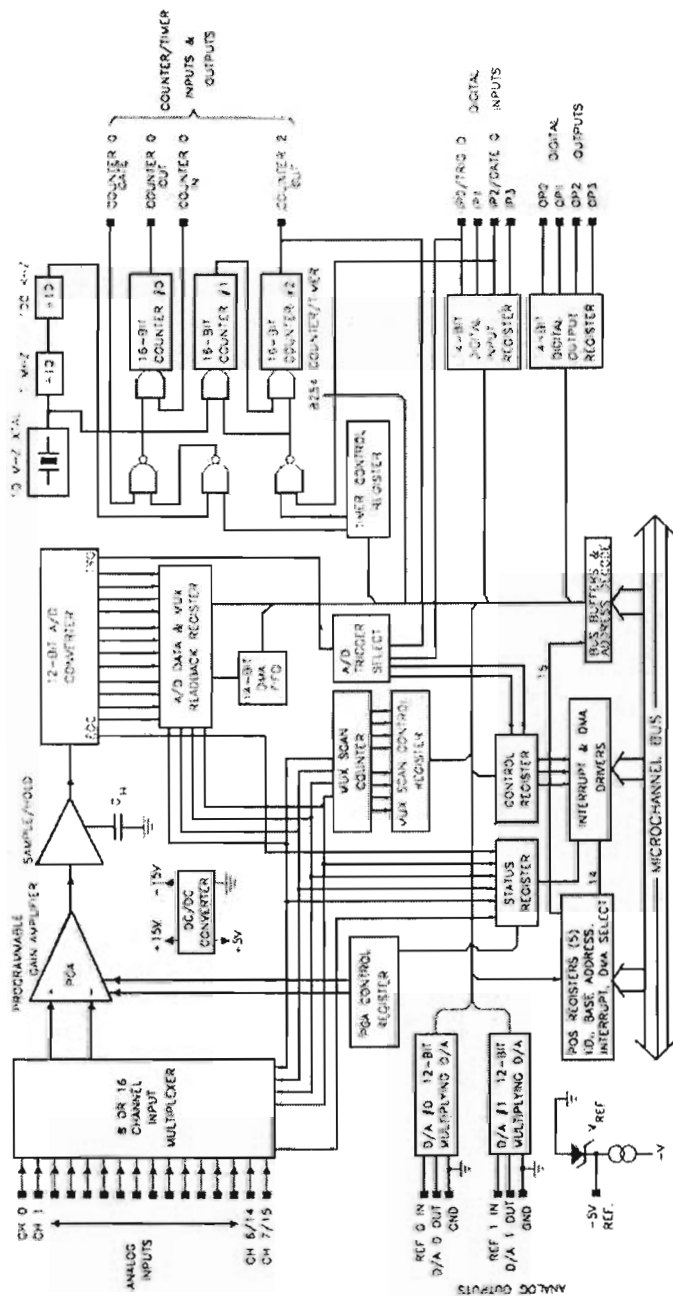 CH 0
CH 1
ANALOG
INPUTS
CH 6/14
CH 7/15
8 OR 16
CHANNEL
INPUT
MULTIPLEXER
PROGRAMMABLE
GAIN AMPLIFIER
PGA
SAMPLE/HOLD
C H
+15V
-15V
DC/DC
CONVERTER
+5V
12-BIT A/D
CONVERTER
EOC
A/D DATA & MUX
READBACK REGISTER
DMA
A/D
TRIGGER
SELECT
MUX SCAN
COUNTER
MUX SCAN CONTROL
REGISTER
PGA CONTROL
REGISTER
STATUS
REGISTER
CONTROL
REGISTER
TIMER CONTROL
REGISTER
10 MHZ XTAL
÷10
÷10
16-BIT
COUNTER #0
16-BIT
COUNTER #1
16-BIT
COUNTER #2
8254 COUNTER/TIMER
COUNTER 0
GATE
COUNTER 0
OUT
COUNTER 0
IN
COUNTER 2
OUT
COUNTER/TIMER
INPUTS &
OUTPUTS
4-BIT
DIGITAL
INPUT
REGISTER
IP0/TRIG 0
IP1
IP2/GATE 0
IP3
DIGITAL
INPUTS
4-BIT
DIGITAL
OUTPUT
REGISTER
OP0
OP1
OP2
OP3
DIGITAL
OUTPUTS
REF 0 IN
D/A 0 OUT
GND
D/A #0 12-BIT
MULTIPLYING D/A
REF 1 IN
D/A 1 OUT
GND
D/A #1 12-BIT
MULTIPLYING D/A
ANALOG OUTPUTS
-5V
REF.
V REF
-V
POS REGISTERS (5)
I.D., BASE ADDRESS,
INTERRUPT, DMA SELECT
14
INTERRUPT & DMA
DRIVERS
15
BUS BUFFERS &
ADDRESS DECODE
MICROCHANNEL BUS